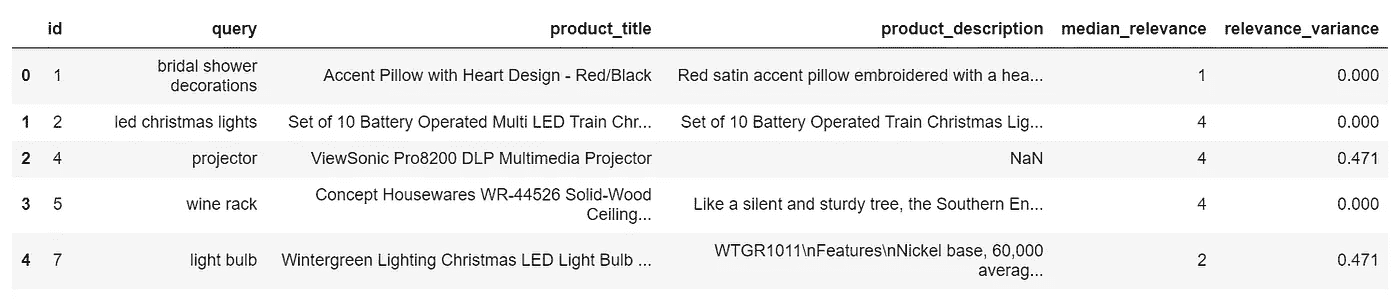 id query product_title product_description median_relevance relevance_variance
0 1 bridal shower decorations Accent Pillow with Heart Design - Red/Black Red satin accent pillow embroidered with a hea... 1 0.000
1 2 led christmas lights Set of 10 Battery Operated Multi LED Train Chr... Set of 10 Battery Operated Train Christmas Lig... 4 0.000
2 4 projector ViewSonic Pro8200 DLP Multimedia Projector NaN 4 0.471
3 5 wine rack Concept Housewares WR-44526 Solid-Wood Ceiling... Like a silent and sturdy tree, the Southern En... 4 0.000
4 7 light bulb Wintergreen Lighting Christmas LED Light Bulb ... WTGR1011\nFeatures\nNickel base, 60,000 averag... 2 0.471